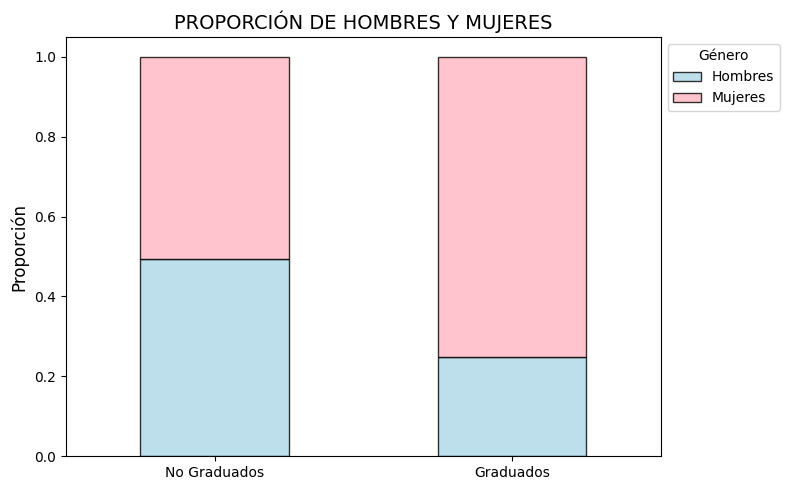 PROPORCIÓN DE HOMBRES Y MUJERES
Género
Hombres
Mujeres
Proporción
1.0
0.8
0.6
0.4
0.2
0.0
No Graduados
Graduados